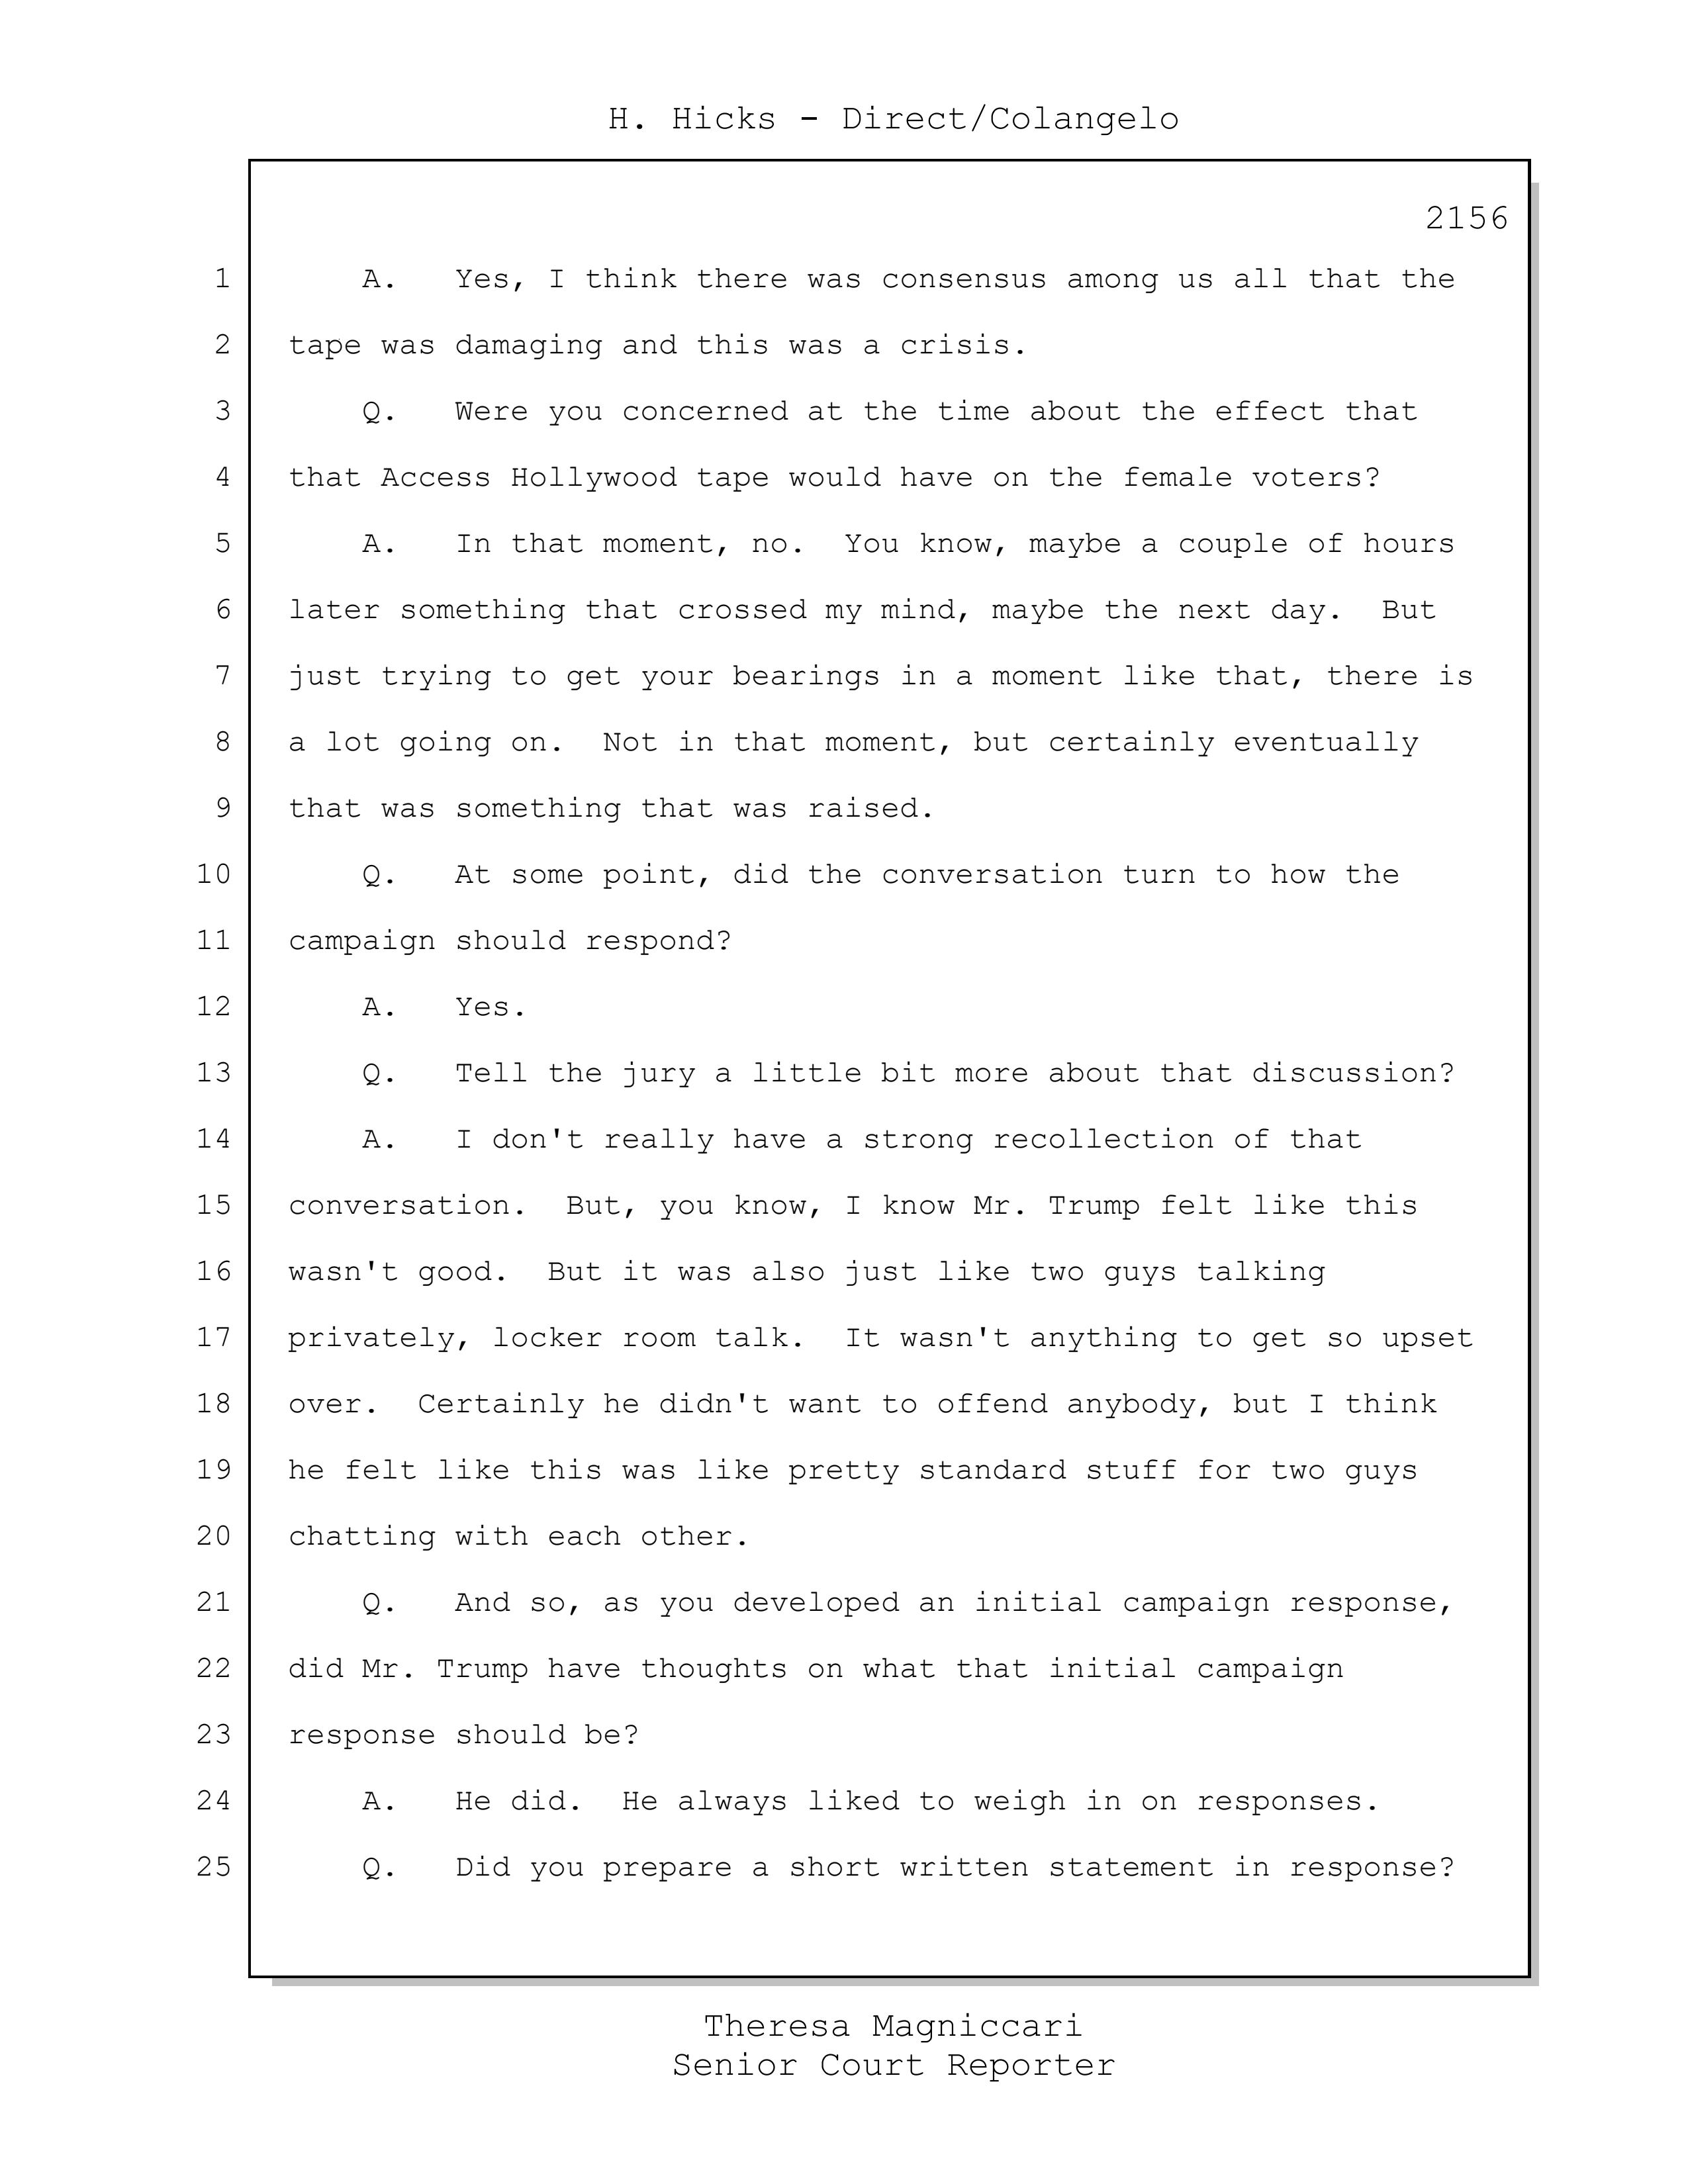 H. Hicks - Direct/Colangelo
2156
1 A. Yes, I think there was consensus among us all that the
2 tape was damaging and this was a crisis.
3 Q. Were you concerned at the time about the effect that
4 that Access Hollywood tape would have on the female voters?
5 A. In that moment, no. You know, maybe a couple of hours
6 later something that crossed my mind, maybe the next day. But
7 just trying to get your bearings in a moment like that, there is
8 a lot going on. Not in that moment, but certainly eventually
9 that was something that was raised.
10 Q. At some point, did the conversation turn to how the
11 campaign should respond?
12 A. Yes.
13 Q. Tell the jury a little bit more about that discussion?
14 A. I don't really have a strong recollection of that
15 conversation. But, you know, I know Mr. Trump felt like this
16 wasn't good. But it was also just like two guys talking
17 privately, locker room talk. It wasn't anything to get so upset
18 over. Certainly he didn't want to offend anybody, but I think
19 he felt like this was like pretty standard stuff for two guys
20 chatting with each other.
21 Q. And so, as you developed an initial campaign response,
22 did Mr. Trump have thoughts on what that initial campaign
23 response should be?
24 A. He did. He always liked to weigh in on responses.
25 Q. Did you prepare a short written statement in response?
Theresa Magniccari
Senior Court Reporter